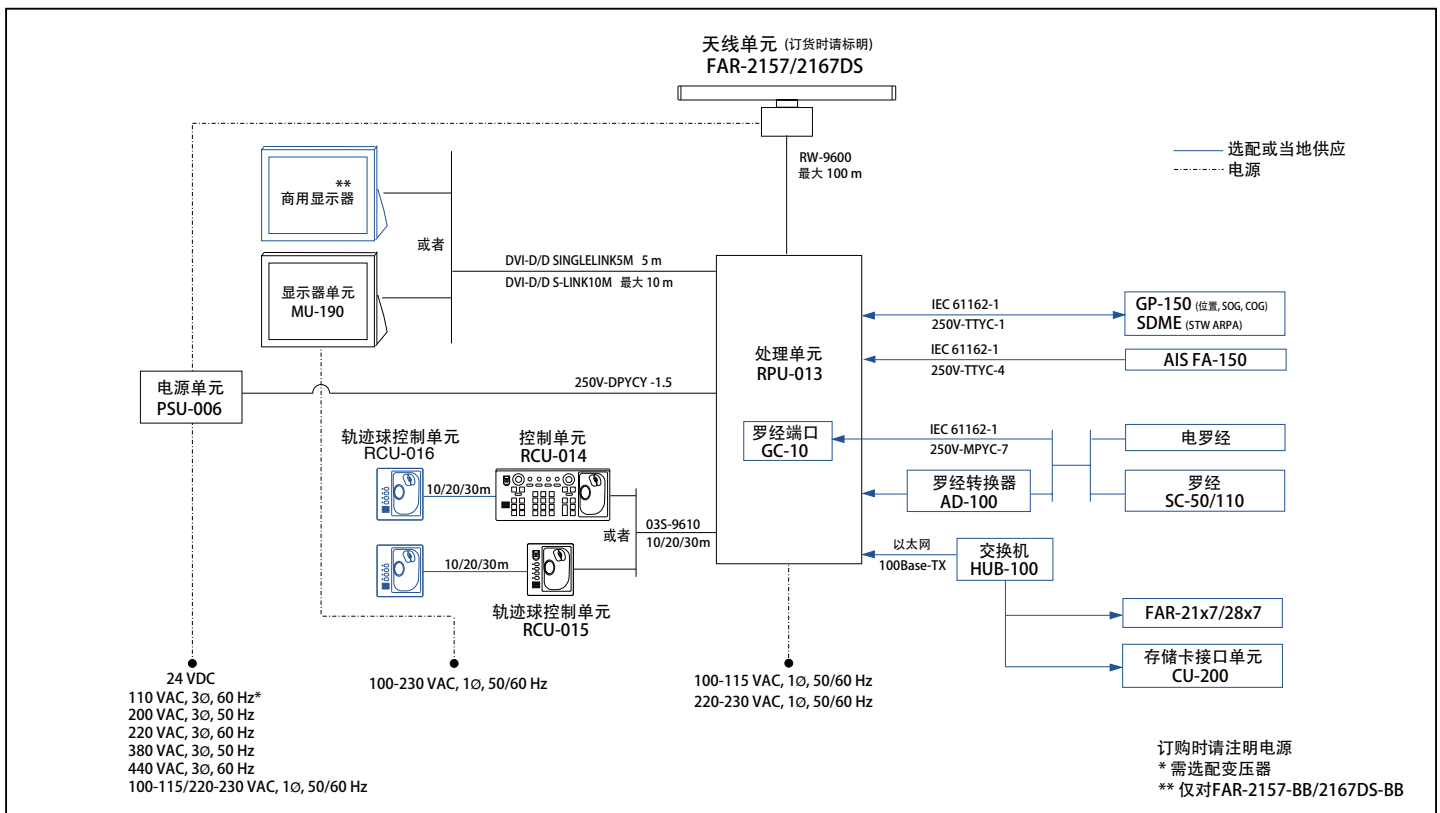 天线单元 (订货时请标明)
FAR-2157/2167DS
RW-9600
最大 100 m
选配或当地供应
电源
**
商用显示器
或者
显示器单元
MU-190
DVI-D/D SINGLELINK5M 5 m
DVI-D/D S-LINK10M 最大 10 m
处理单元
RPU-013
IEC 61162-1
250V-TTYC-1
GP-150 (位置, SOG, COG)
SDME (STW ARPA)
IEC 61162-1
250V-TTYC-4
AIS FA-150
电源单元
PSU-006
250V-DPYCY -1.5
罗经端口
GC-10
IEC 61162-1
250V-MPYC-7
电罗经
罗经转换器
AD-100
罗经
SC-50/110
轨迹球控制单元
RCU-016
控制单元
RCU-014
10/20/30m
或者
03S-9610
10/20/30m
10/20/30m
轨迹球控制单元
RCU-015
以太网
100Base-TX
交换机
HUB-100
FAR-21x7/28x7
存储卡接口单元
CU-200
24 VDC
110 VAC, 3Ø, 60 Hz*
200 VAC, 3Ø, 50 Hz
220 VAC, 3Ø, 60 Hz
380 VAC, 3Ø, 50 Hz
440 VAC, 3Ø, 60 Hz
100-115/220-230 VAC, 1Ø, 50/60 Hz
100-230 VAC, 1Ø, 50/60 Hz
100-115 VAC, 1Ø, 50/60 Hz
220-230 VAC, 1Ø, 50/60 Hz
订购时请注明电源
* 需选配变压器
** 仅对FAR-2157-BB/2167DS-BB